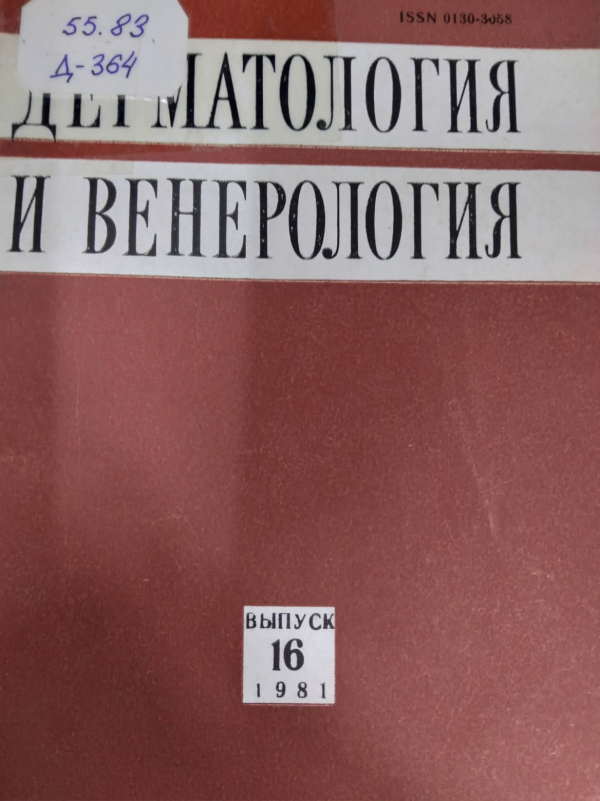 55.83
Д-364
ISSN 0130-3058
ДЕРМАТОЛОГИЯ
И ВЕНЕРОЛОГИЯ
ВЫПУСК
16
1981